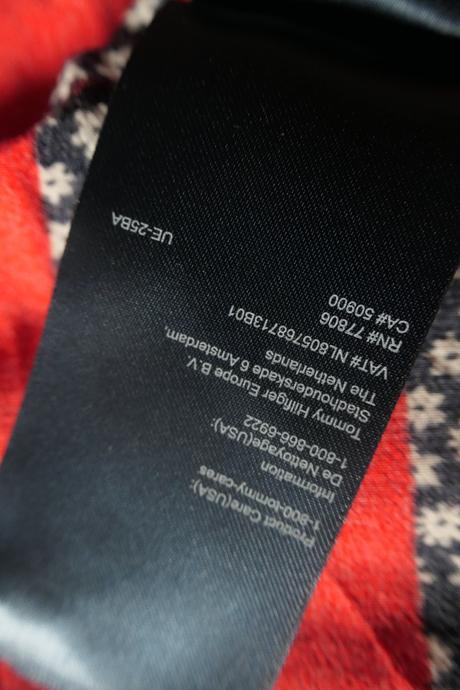 Product Care(USA):
1-800-tommy-cares
Information
De Nettoyage(USA):
1-800-866-6922
Tommy Hilfiger Europe B.V.
Stadhouderskade 6 Amsterdam,
The Netherlands
VAT# NL805768713B01
RN# 77806
CA# 50900
UE-25BA